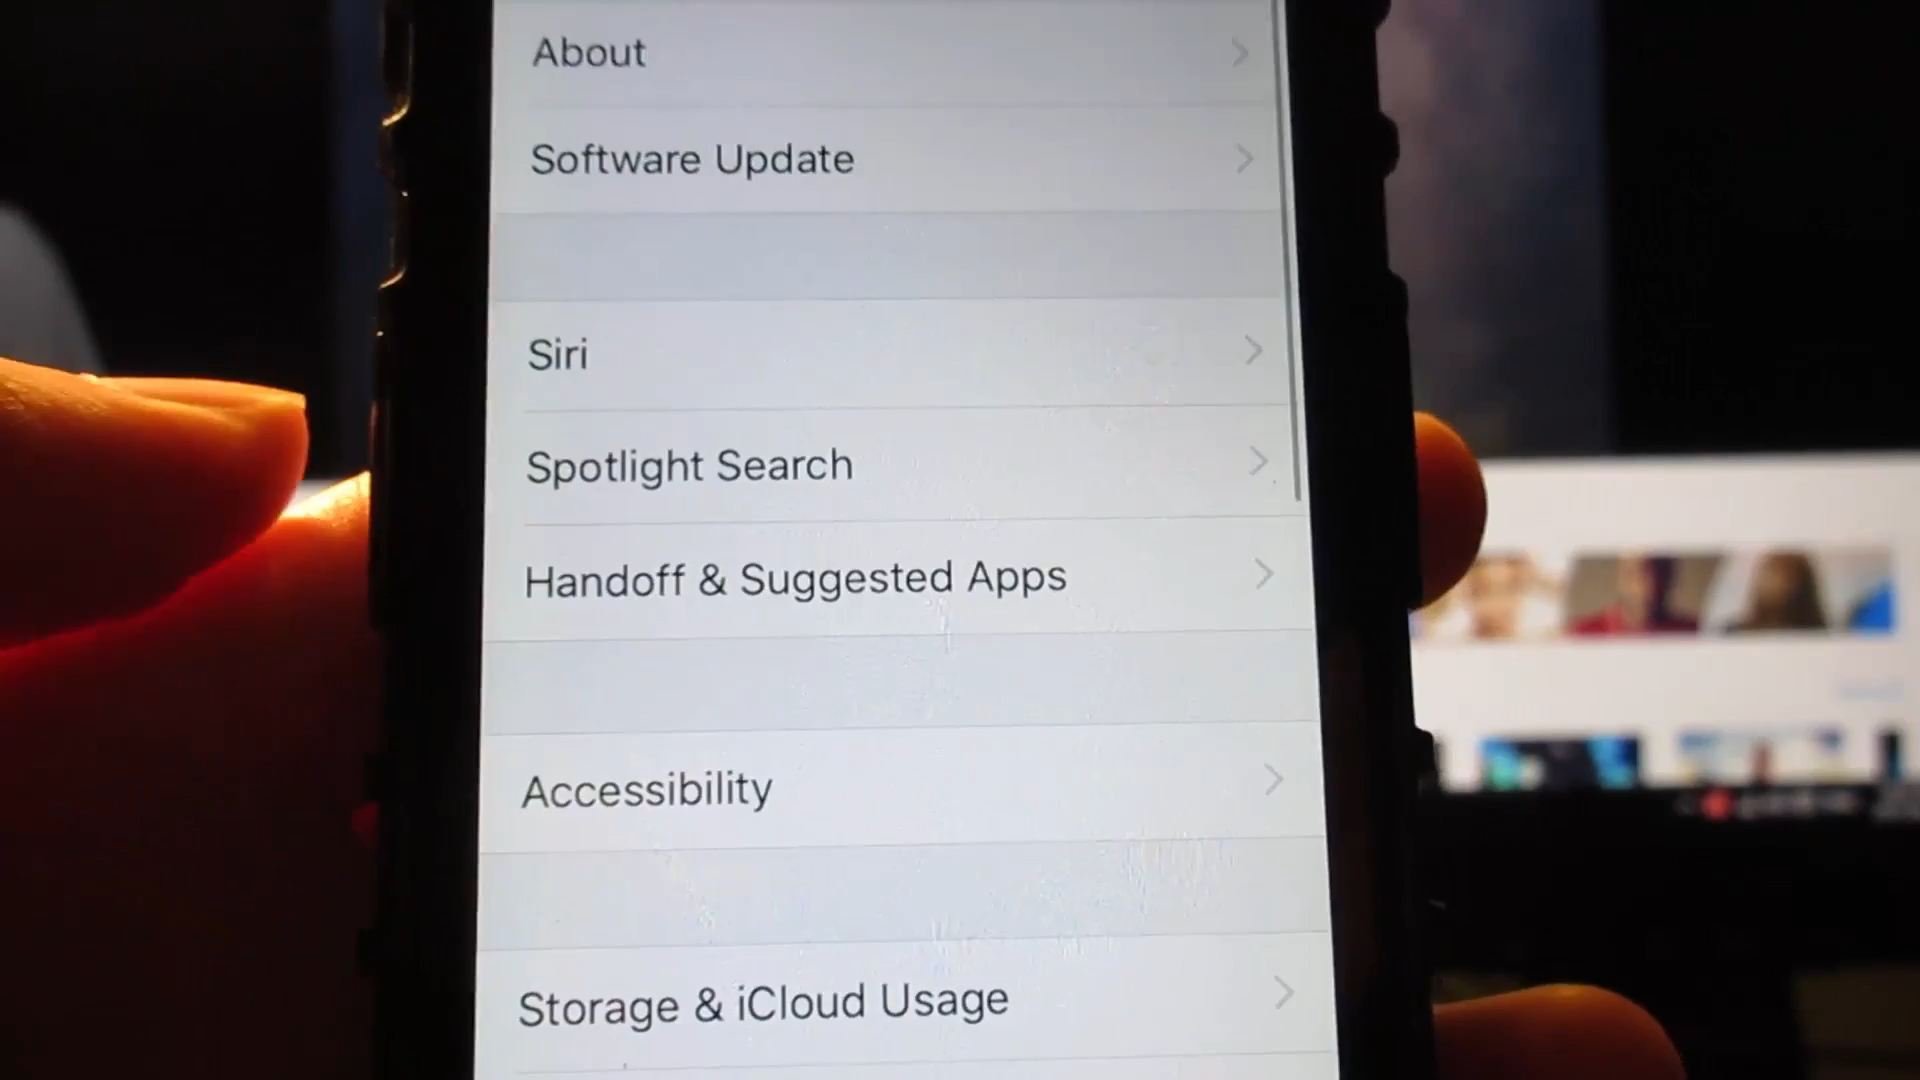 About
Software Update
Siri
Spotlight Search
Handoff & Suggested Apps
Accessibility
Storage & iCloud Usage